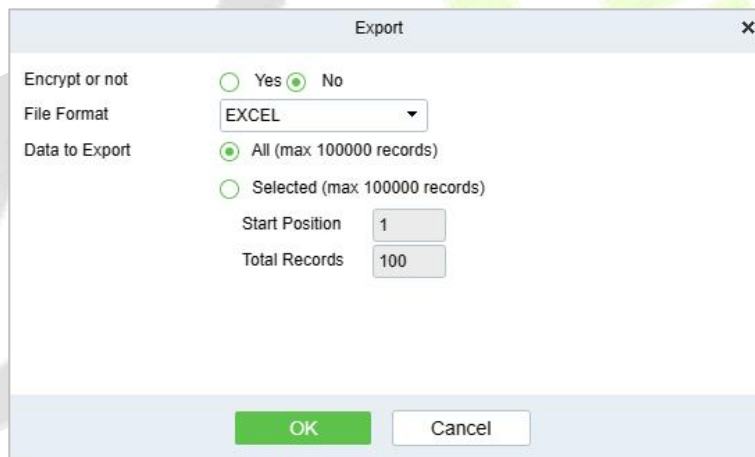 Export
Encrypt or not Yes No
File Format EXCEL
Data to Export All (max 100000 records)
Selected (max 100000 records)
Start Position 1
Total Records 100
OK Cancel